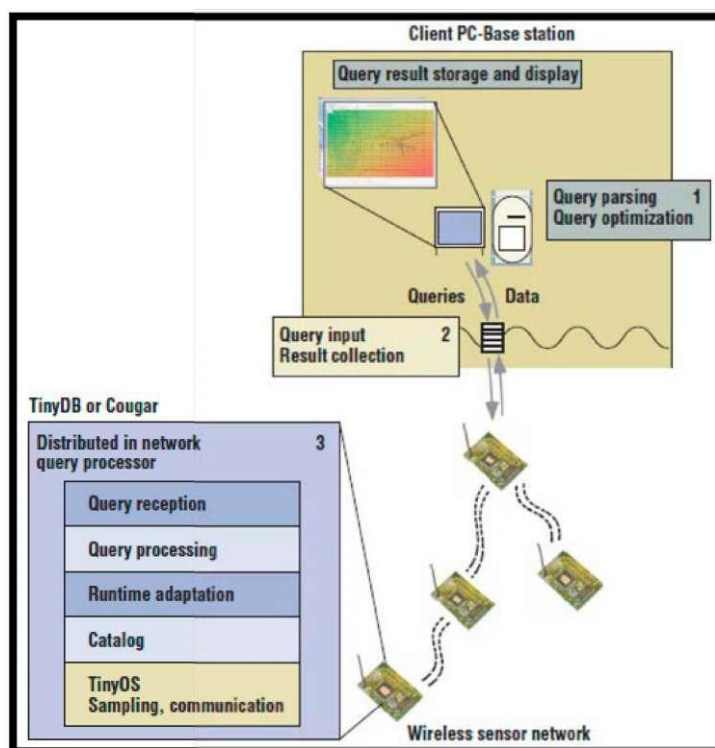 Client PC-Base station
Query result storage and display
Query parsing 1
Query optimization
Queries Data
Query input 2
Result collection
TinyDB or Cougar
Distributed in network 3
query processor
Query reception
Query processing
Runtime adaptation
Catalog
TinyOS
Sampling, communication
Wireless sensor network